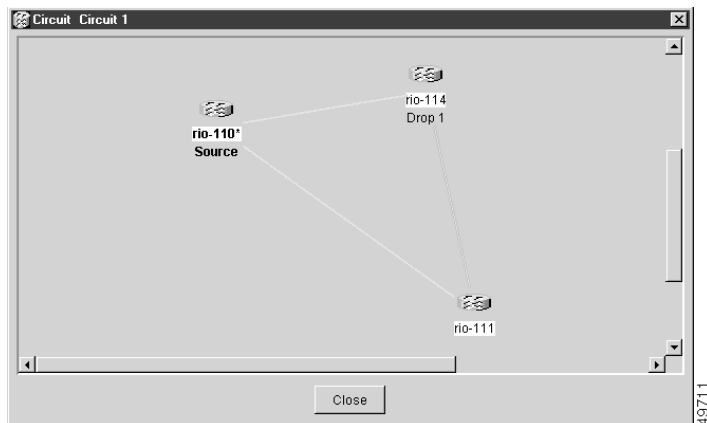 Circuit Circuit 1
rio-114
Drop 1
rio-110*
Source
rio-111
Close
49711